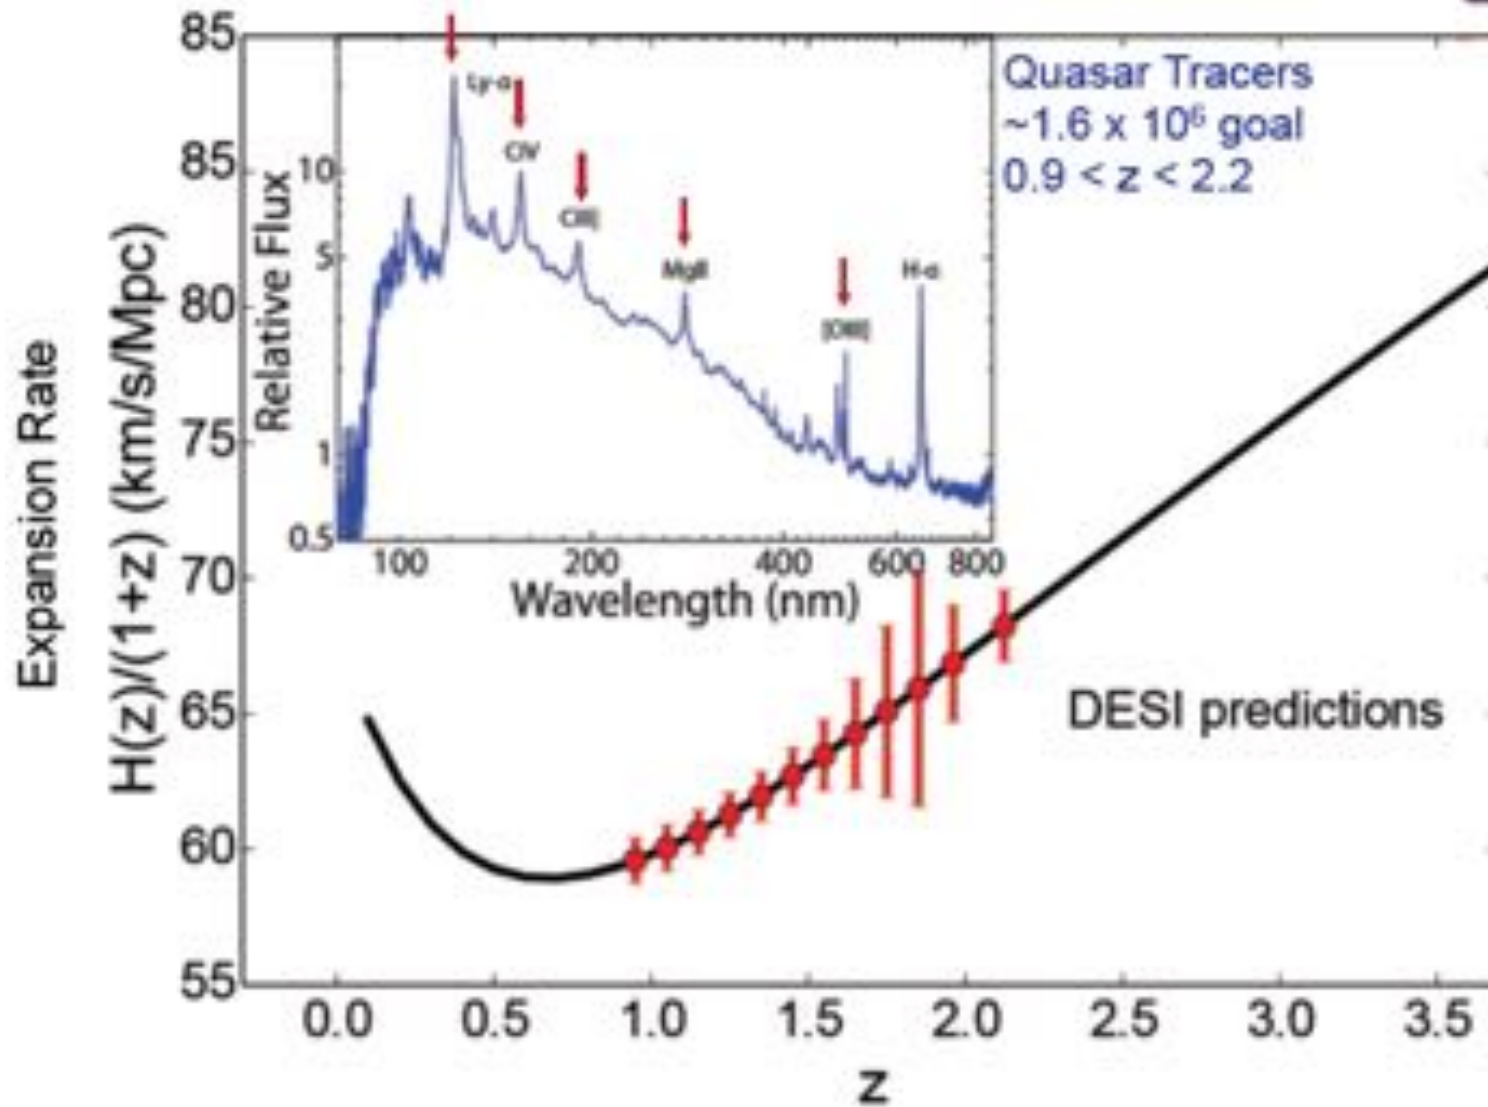 85
85
80
75
70
65
60
55
Expansion Rate
H(z)/(1+z) (km/s/Mpc)
Relative Flux
10
5
1
0.5
Ly-α
CIV
CIII]
MgII
[OIII]
H-α
100 200 400 600 800
Wavelength (nm)
Quasar Tracers
~1.6 x 10⁶ goal
0.9 < z < 2.2
DESI predictions
0.0 0.5 1.0 1.5 2.0 2.5 3.0 3.5
z